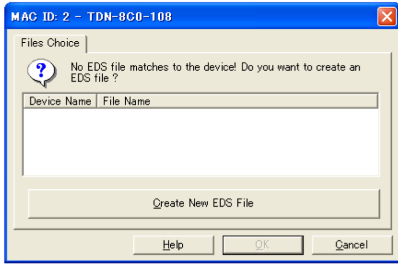 MAC ID: 2 - TDN-8C0-108
Files Choice
No EDS file matches to the device! Do you want to create an
EDS file ?
Device Name File Name
Create New EDS File
Help OK Cancel